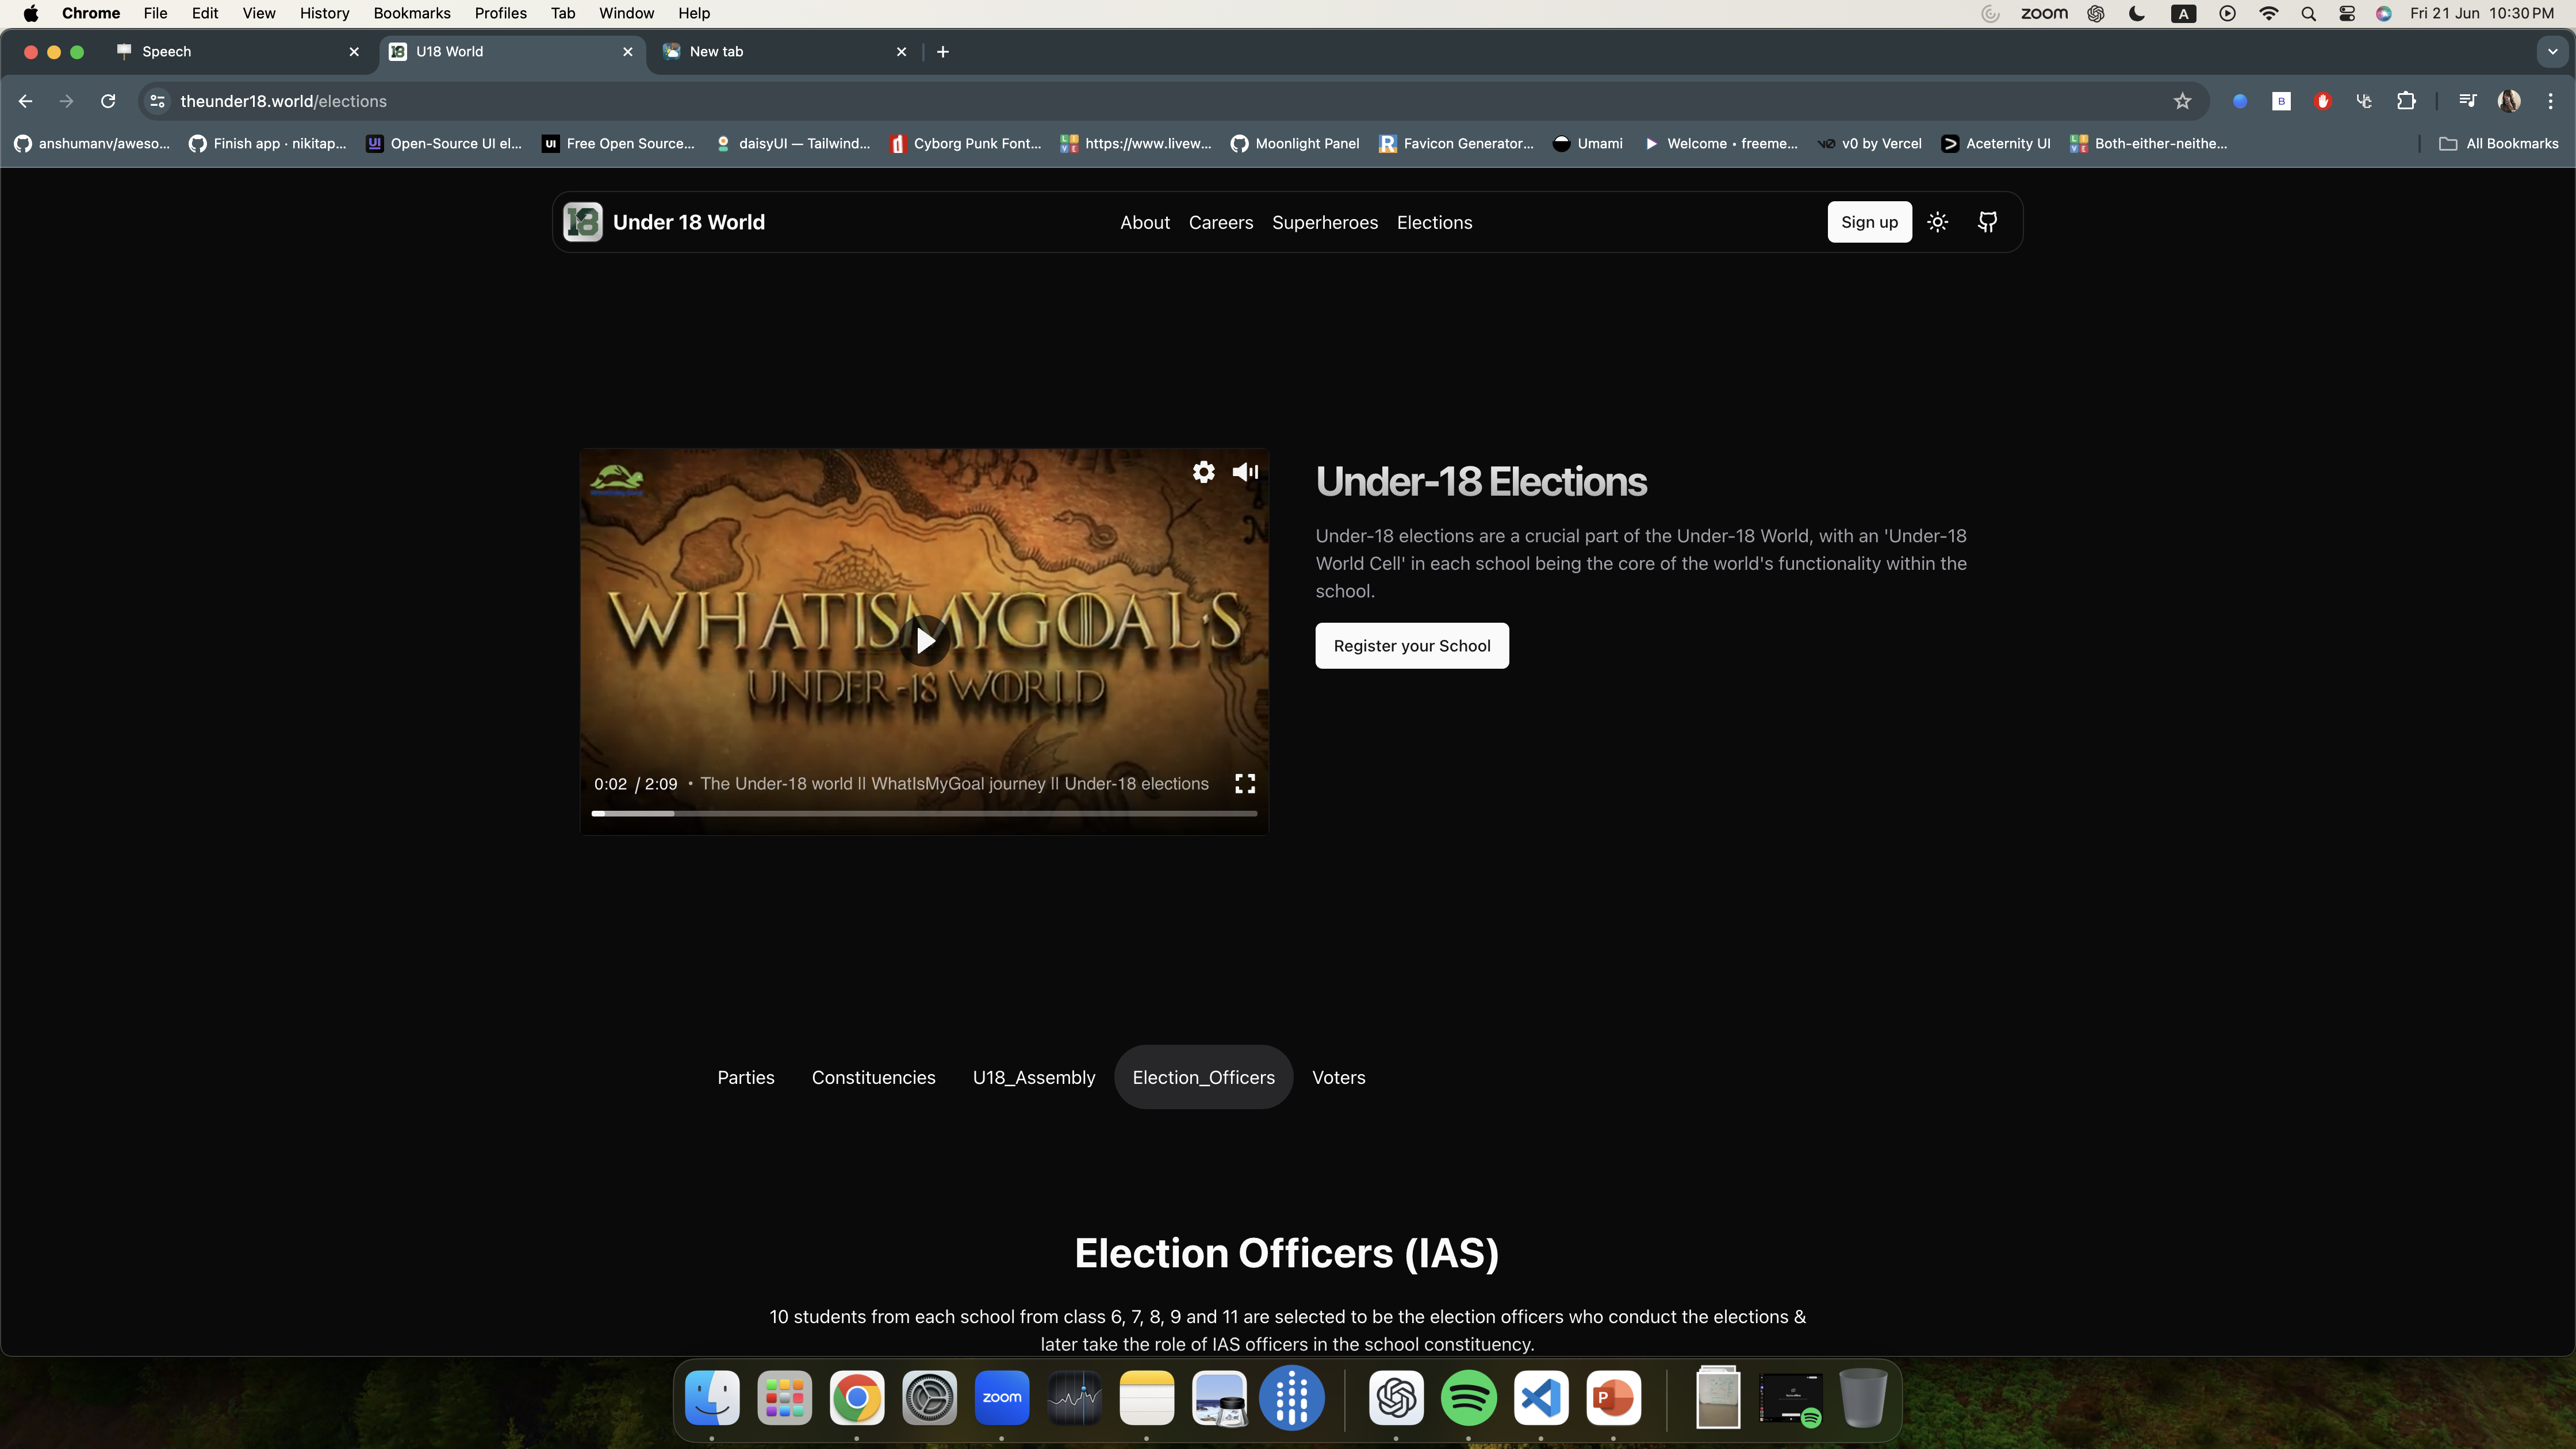 Chrome File Edit View History Bookmarks Profiles Tab Window Help zoom A Fri 21 Jun 10:30 PM
Speech U18 World New tab
theunder18.world/elections B
anshumanv/aweso... Finish app · nikitap... UI Open-Source UI el... UI Free Open Source... daisyUI — Tailwind... d Cyborg Punk Font... LIVE https://www.livew... Moonlight Panel R Favicon Generator... Umami Welcome • freeme... v0 v0 by Vercel Aceternity UI LIVE Both-either-neithe... All Bookmarks
18 Under 18 World About Careers Superheroes Elections Sign up
WHATISMYGOAL'S
UNDER-18 WORLD
0:02 / 2:09 • The Under-18 world || WhatIsMyGoal journey || Under-18 elections
Under-18 Elections
Under-18 elections are a crucial part of the Under-18 World, with an 'Under-18
World Cell' in each school being the core of the world's functionality within the
school.
Register your School
Parties Constituencies U18_Assembly Election_Officers Voters
Election Officers (IAS)
10 students from each school from class 6, 7, 8, 9 and 11 are selected to be the election officers who conduct the elections &
later take the role of IAS officers in the school constituency.
zoom P